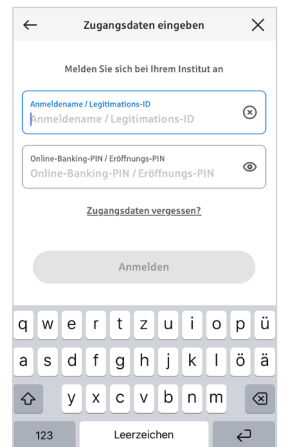 Zugangsdaten eingeben
Melden Sie sich bei Ihrem Institut an
Anmeldename / Legitimations-ID
Anmeldename / Legitimations-ID
Online-Banking-PIN / Eröffnungs-PIN
Online-Banking-PIN / Eröffnungs-PIN
Zugangsdaten vergessen?
Anmelden
q w e r t z u i o p ü
a s d f g h j k l ö ä
y x c v b n m
123 Leerzeichen